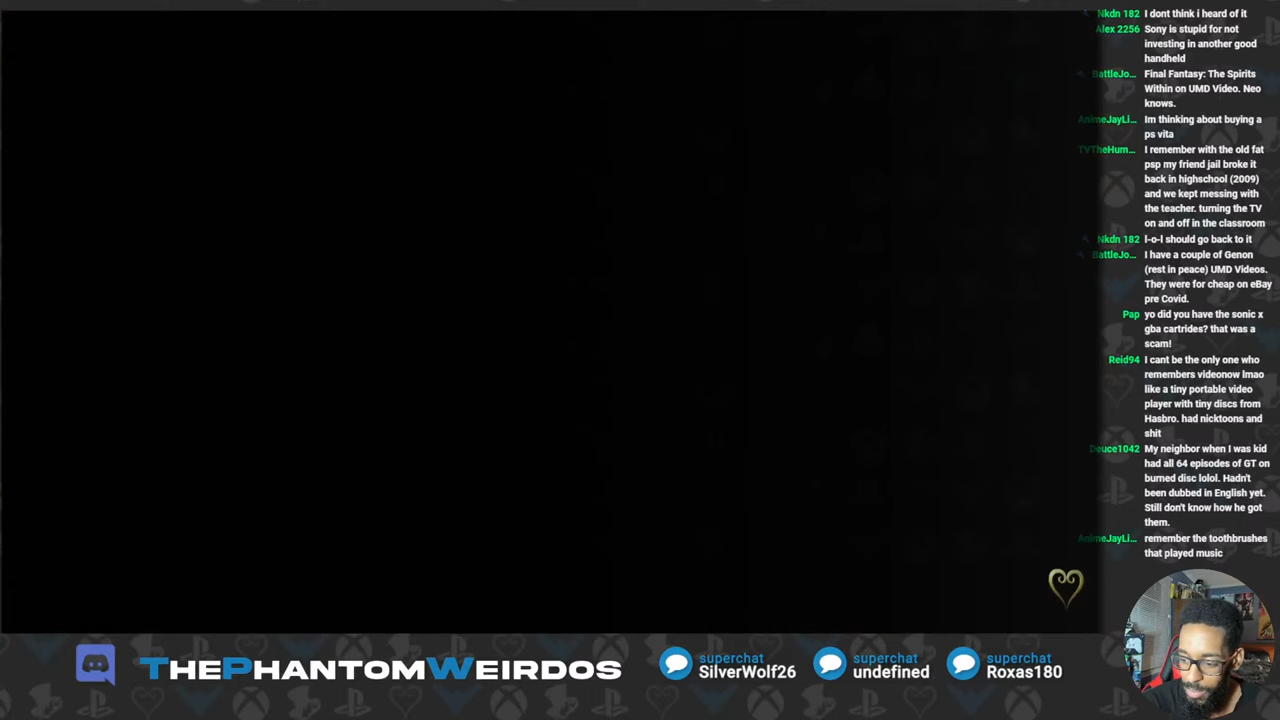 Nkdn 182 I dont think i heard of it
Alex 2256 Sony is stupid for not
investing in another good
handheld
BattleJo... Final Fantasy: The Spirits
Within on UMD Video. Neo
knows.
AnimeJayLi... Im thinking about buying a
ps vita
TVTheHum... I remember with the old fat
psp my friend jail broke it
back in highschool (2009)
and we kept messing with
the teacher. turning the TV
on and off in the classroom
Nkdn 182 l-o-l should go back to it
BattleJo... I have a couple of Genon
(rest in peace) UMD Videos.
They were for cheap on eBay
pre Covid.
Pap yo did you have the sonic x
gba cartrides? that was a
scam!
Reid94 I cant be the only one who
remembers videonow lmao
like a tiny portable video
player with tiny discs from
Hasbro. had nicktoons and
shit
Deuce1042 My neighbor when I was kid
had all 64 episodes of GT on
burned disc lolol. Hadn't
been dubbed in English yet.
Still don't know how he got
them.
AnimeJayLi... remember the toothbrushes
that played music
THEPHANTOMWEIRDOS
superchat
SilverWolf26
superchat
undefined
superchat
Roxas180